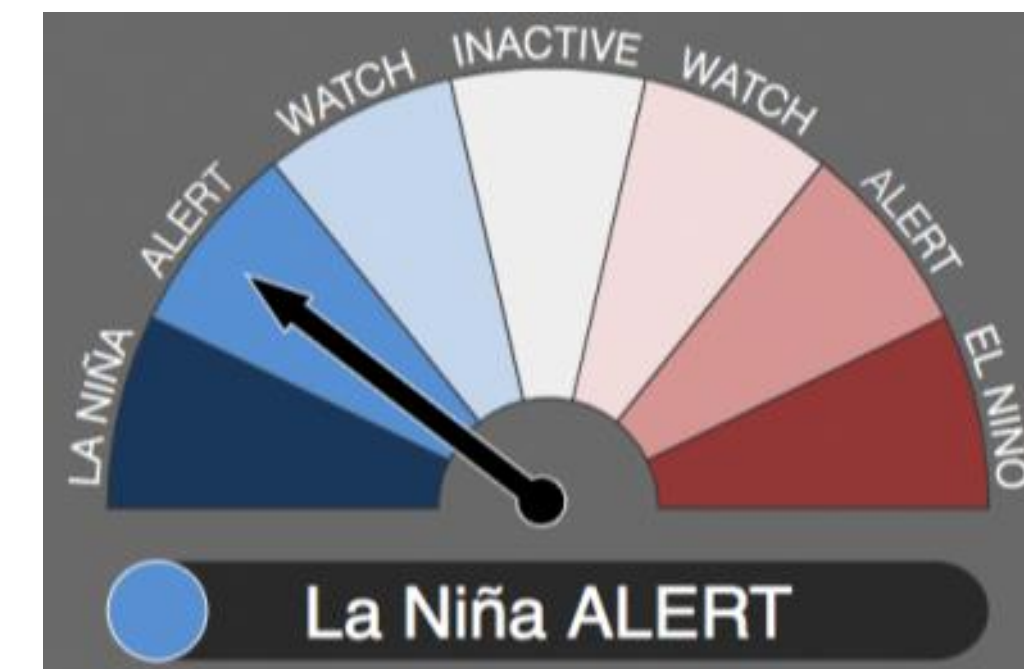 LA NIÑA
ALERT
WATCH
INACTIVE
WATCH
ALERT
EL NINO
La Niña ALERT